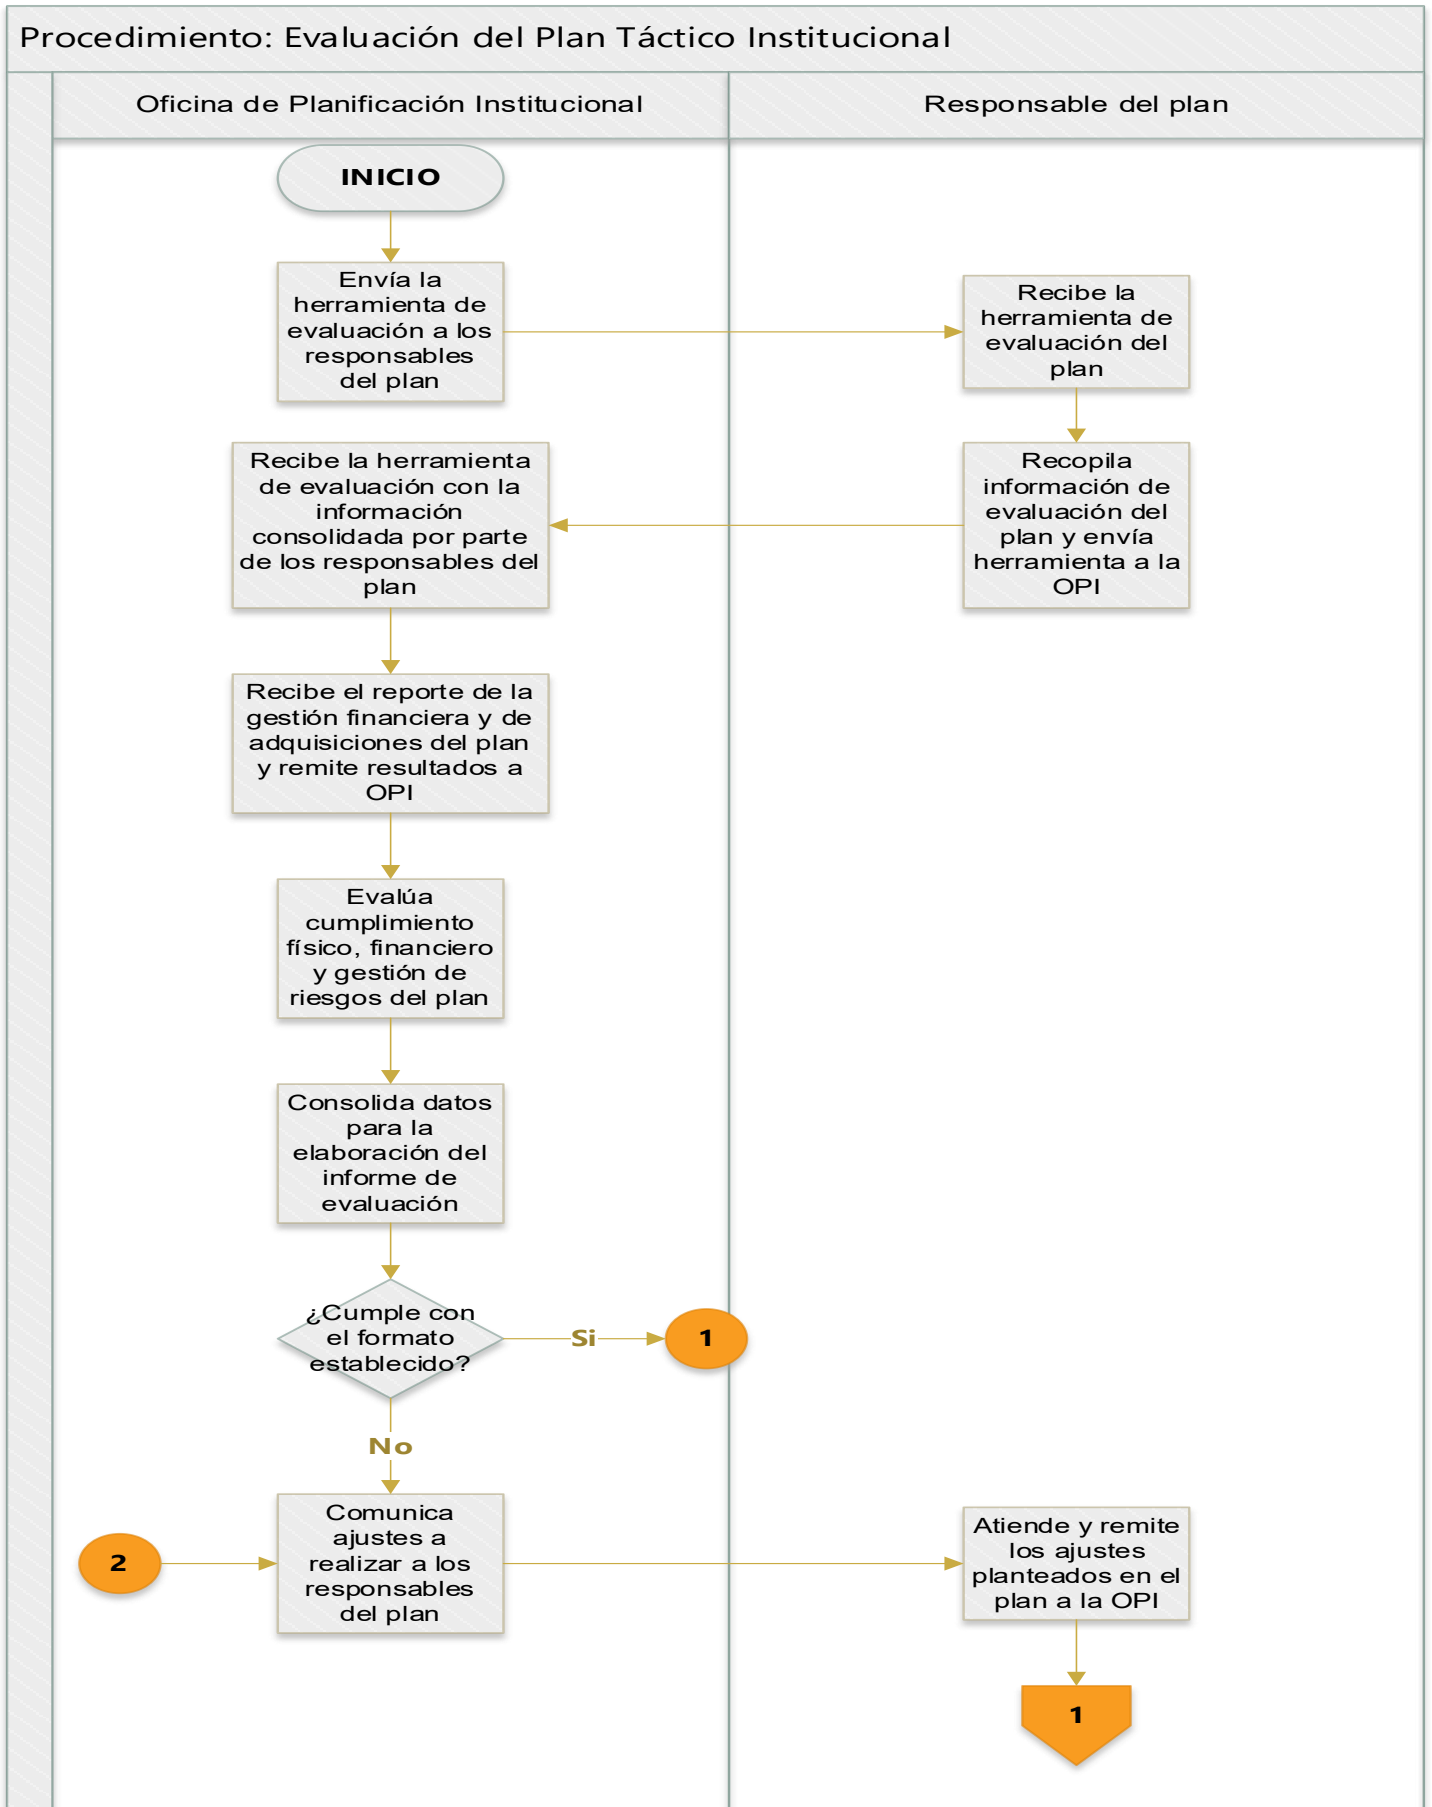 Procedimiento: Evaluación del Plan Táctico Institucional
Oficina de Planificación Institucional
Responsable del plan
INICIO
Envía la
herramienta de
evaluación a los
responsables
del plan
Recibe la
herramienta de
evaluación del
plan
Recopila
información de
evaluación del
plan y envía
herramienta a la
OPI
Recibe la herramienta
de evaluación con la
información
consolidada por parte
de los responsables del
plan
Recibe el reporte de la
gestión financiera y de
adquisiciones del plan
y remite resultados a
OPI
Evalúa
cumplimiento
físico, financiero
y gestión de
riesgos del plan
Consolida datos
para la
elaboración del
informe de
evaluación
¿Cumple con
el formato
establecido?
Si
1
No
2
Comunica
ajustes a
realizar a los
responsables
del plan
Atiende y remite
los ajustes
planteados en el
plan a la OPI
1